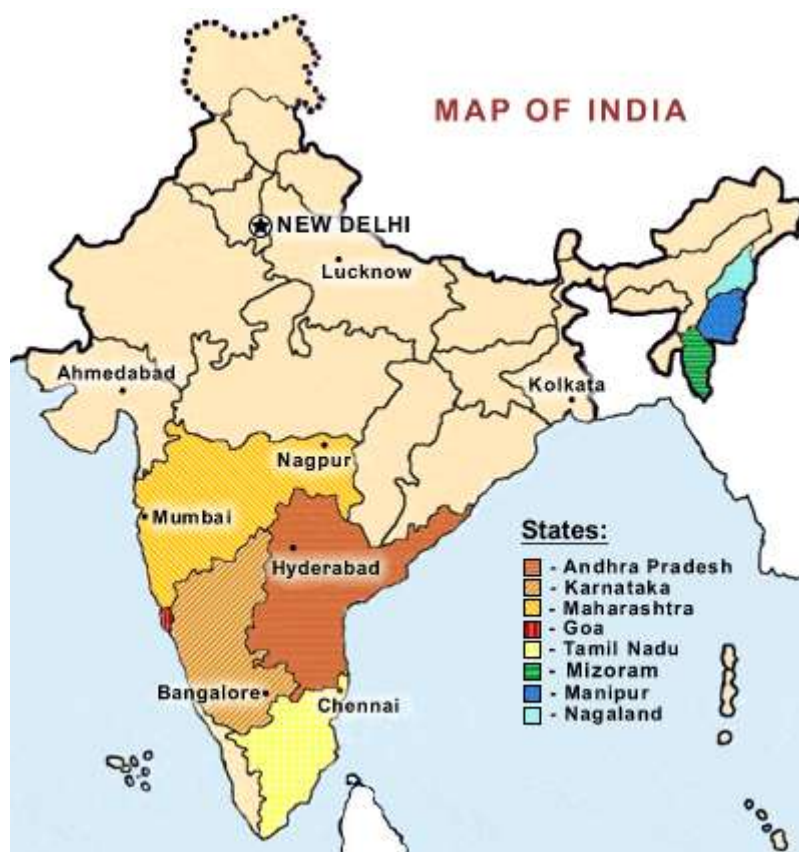 MAP OF INDIA
NEW DELHI
Lucknow
Ahmedabad
Kolkata
Nagpur
Mumbai
Hyderabad
Bangalore
Chennai
States:
- Andhra Pradesh
- Karnataka
- Maharashtra
- Goa
- Tamil Nadu
- Mizoram
- Manipur
- Nagaland